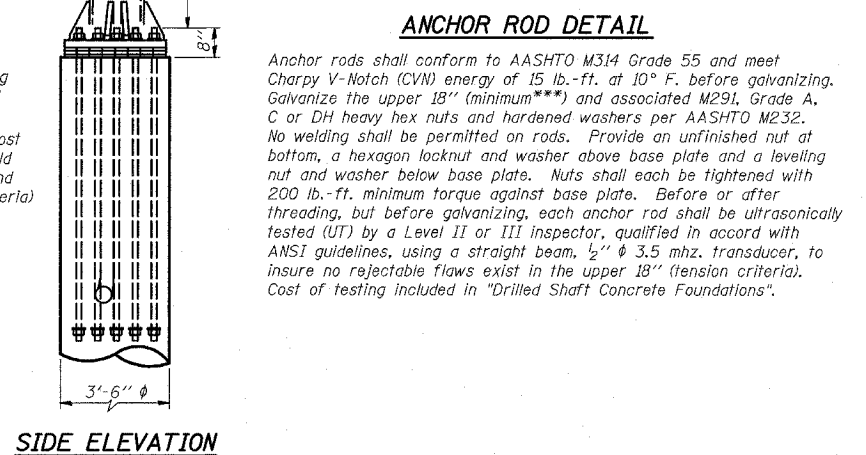 ANCHOR ROD DETAIL
Anchor rods shall conform to AASHTO M314 Grade 55 and meet
Charpy V-Notch (CVN) energy of 15 lb.-ft. at 10° F. before galvanizing.
Galvanize the upper 18" (minimum***) and associated M291, Grade A,
C or DH heavy hex nuts and hardened washers per AASHTO M232.
No welding shall be permitted on rods. Provide an unfinished nut at
bottom, a hexagon locknut and washer above base plate and a leveling
nut and washer below base plate. Nuts shall each be tightened with
200 lb.-ft. minimum torque against base plate. Before or after
threading, but before galvanizing, each anchor rod shall be ultrasonically
tested (UT) by a Level II or III inspector, qualified in accord with
ANSI guidelines, using a straight beam, 1/2" ϕ 3.5 mhz. transducer, to
insure no rejectable flaws exist in the upper 18" (tension criteria).
Cost of testing included in "Drilled Shaft Concrete Foundations".
8"
3'-6" ϕ
SIDE ELEVATION